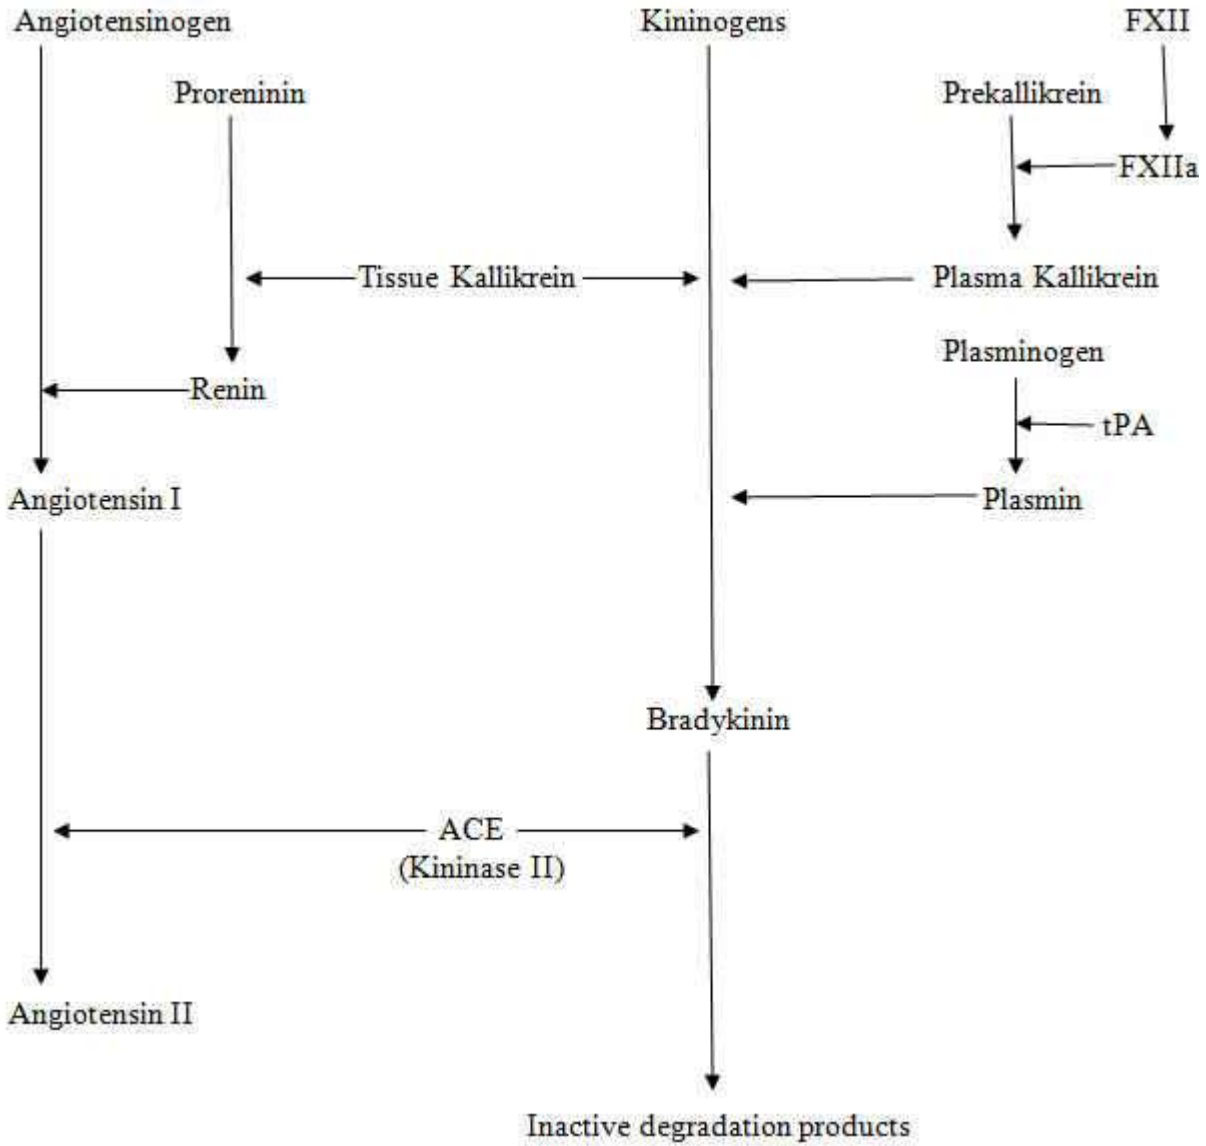 Angiotensinogen
Kininogens
FXII
Proreninin
Prekallikrein
FXIIa
Tissue Kallikrein
Plasma Kallikrein
Plasminogen
Renin
tPA
Angiotensin I
Plasmin
Bradykinin
ACE
(Kininase II)
Angiotensin II
Inactive degradation products